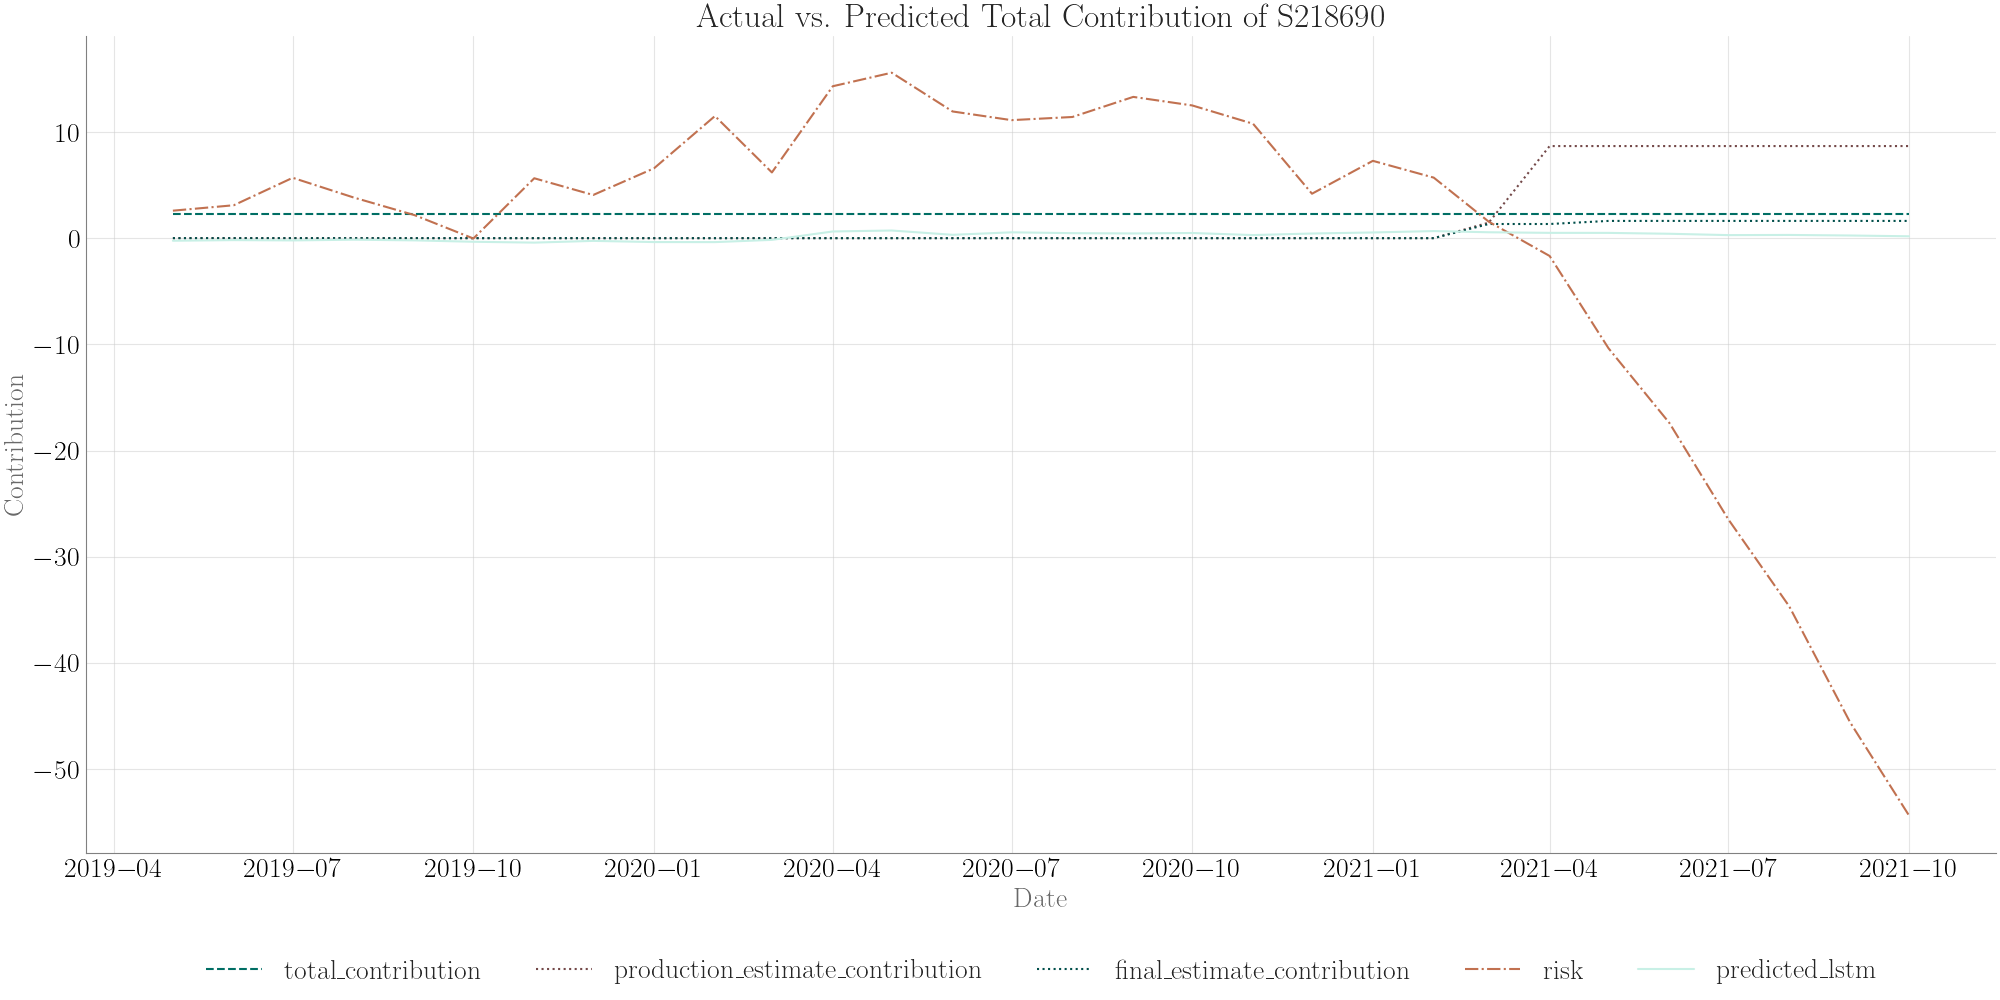 Actual vs. Predicted Total Contribution of S218690
Contribution
10
0
−10
−20
−30
−40
−50
2019−04 2019−07 2019−10 2020−01 2020−04 2020−07 2020−10 2021−01 2021−04 2021−07 2021−10
Date
total_contribution production_estimate_contribution final_estimate_contribution risk predicted_lstm